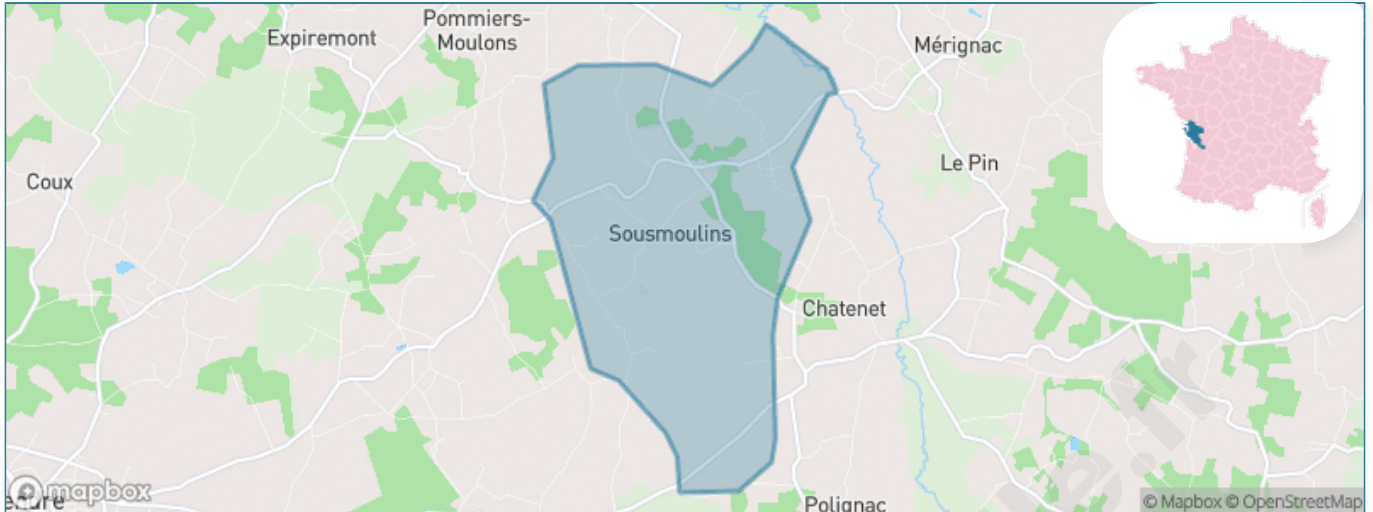 Pommiers-
Moulons
Expiremont
Mérignac
Le Pin
Coux
Sousmoulins
Chatenet
mapbox
Polignac
© Mapbox © OpenStreetMap